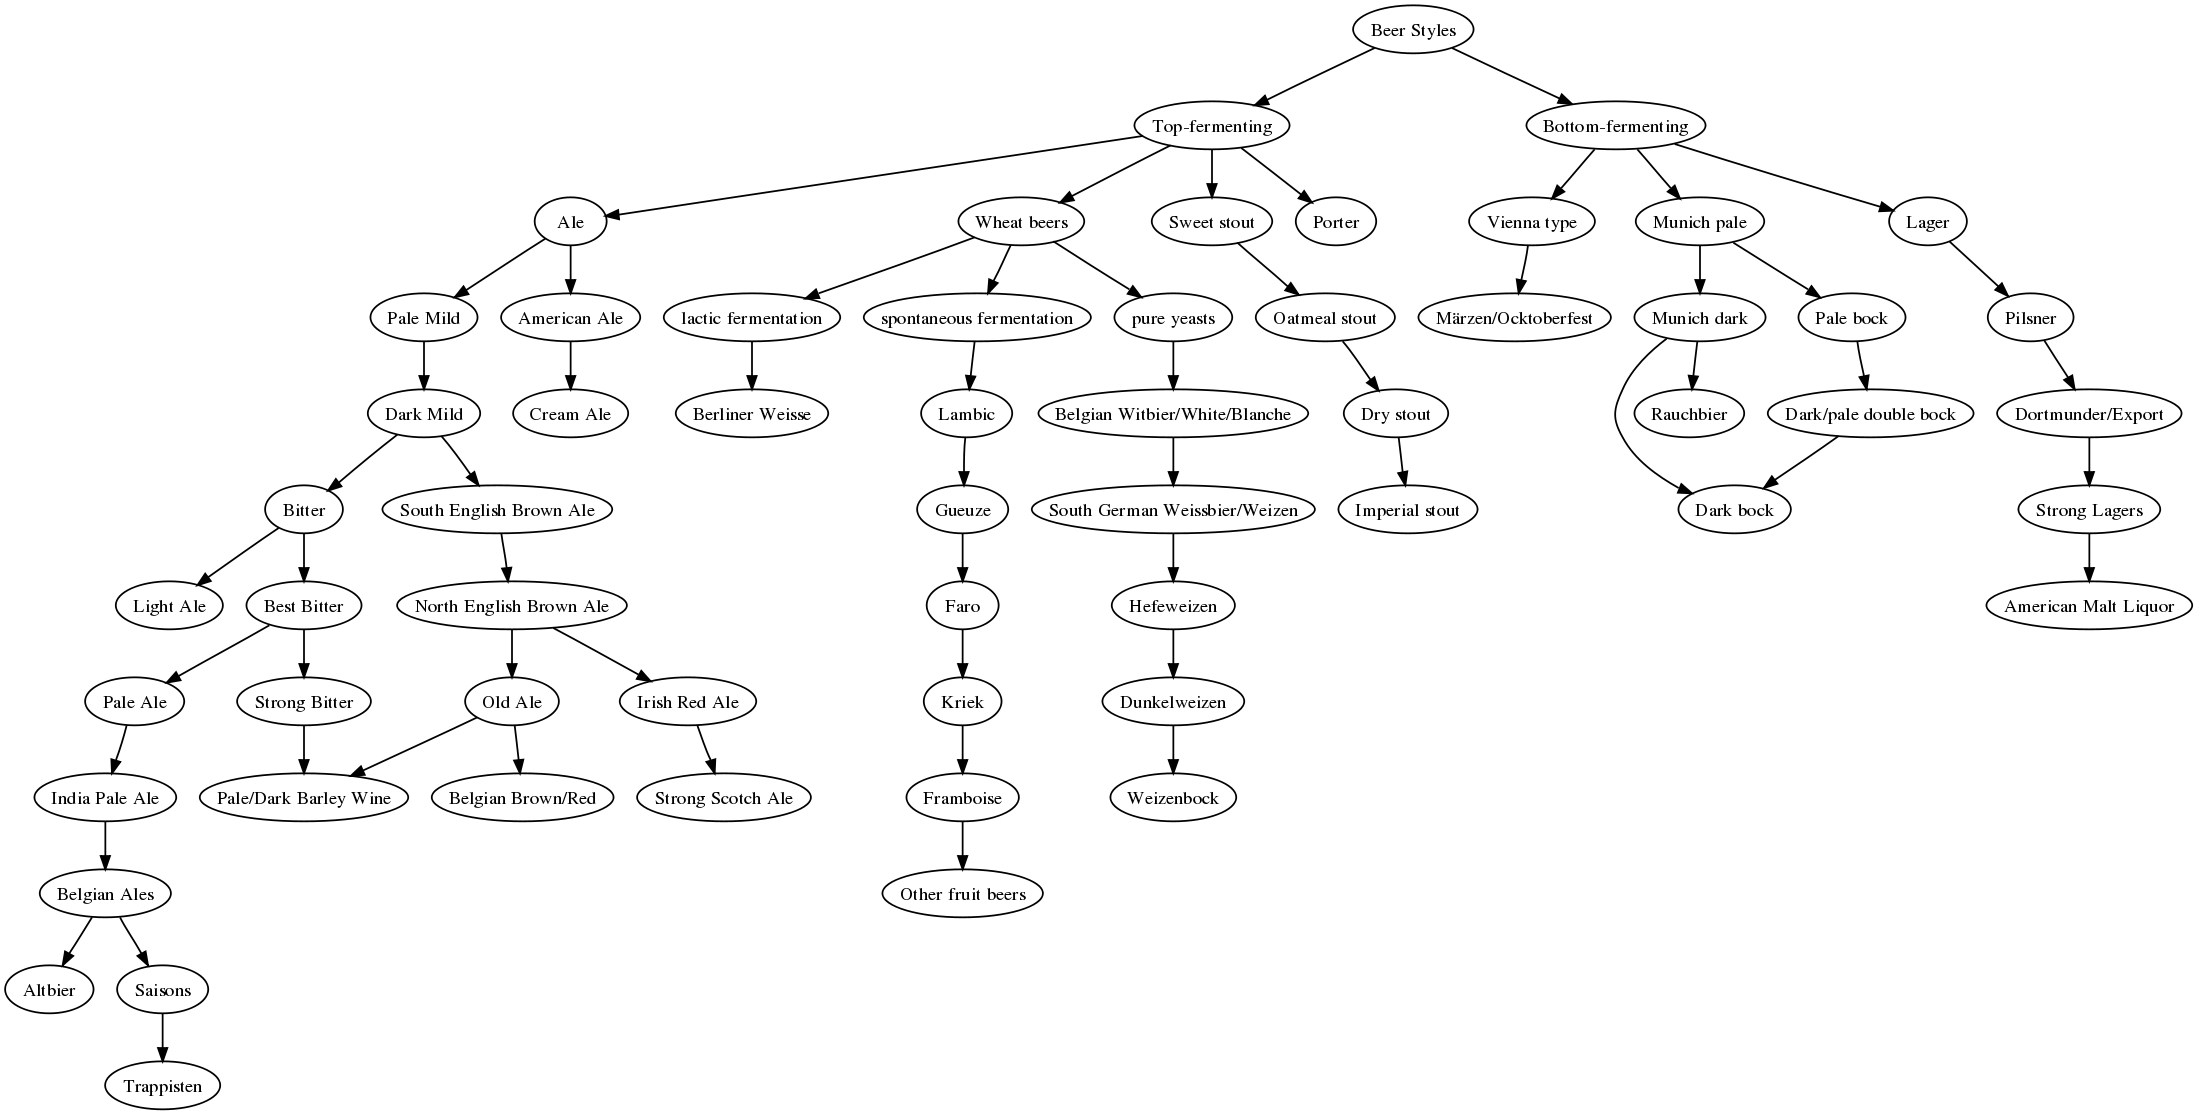 Beer Styles
Top-fermenting
Bottom-fermenting
Ale
Wheat beers
Sweet stout
Porter
Vienna type
Munich pale
Lager
Pale Mild
American Ale
lactic fermentation
spontaneous fermentation
pure yeasts
Oatmeal stout
Märzen/Ocktoberfest
Munich dark
Pale bock
Pilsner
Dark Mild
Cream Ale
Berliner Weisse
Lambic
Belgian Witbier/White/Blanche
Dry stout
Rauchbier
Dark/pale double bock
Dortmunder/Export
Bitter
South English Brown Ale
Gueuze
South German Weissbier/Weizen
Imperial stout
Dark bock
Strong Lagers
Light Ale
Best Bitter
North English Brown Ale
Faro
Hefeweizen
American Malt Liquor
Pale Ale
Strong Bitter
Old Ale
Irish Red Ale
Kriek
Dunkelweizen
India Pale Ale
Pale/Dark Barley Wine
Belgian Brown/Red
Strong Scotch Ale
Framboise
Weizenbock
Belgian Ales
Other fruit beers
Altbier
Saisons
Trappisten